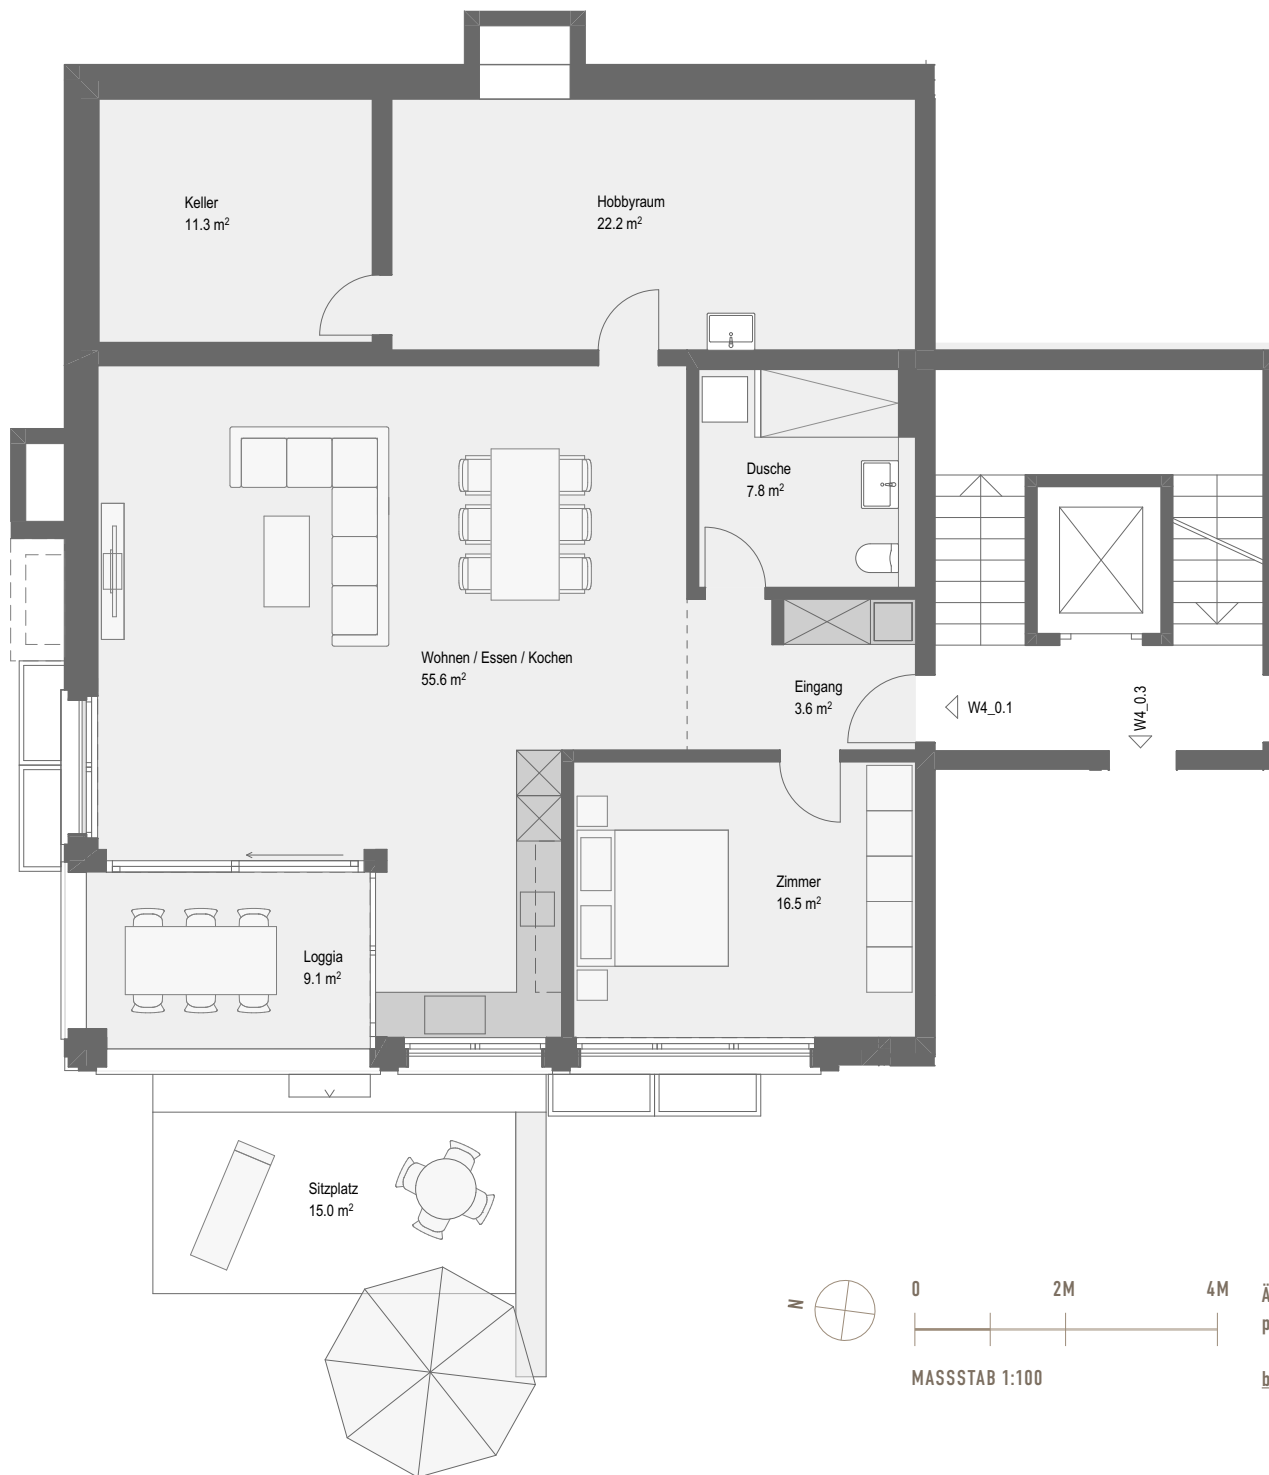 Keller
11.3 m²
Hobbyraum
22.2 m²
Dusche
7.8 m²
Wohnen / Essen / Kochen
55.6 m²
Eingang
3.6 m²
W4_0.1
W4_0.3
Zimmer
16.5 m²
Loggia
9.1 m²
Sitzplatz
15.0 m²
N
0 2M 4M
MASSSTAB 1:100
Ä
p
b